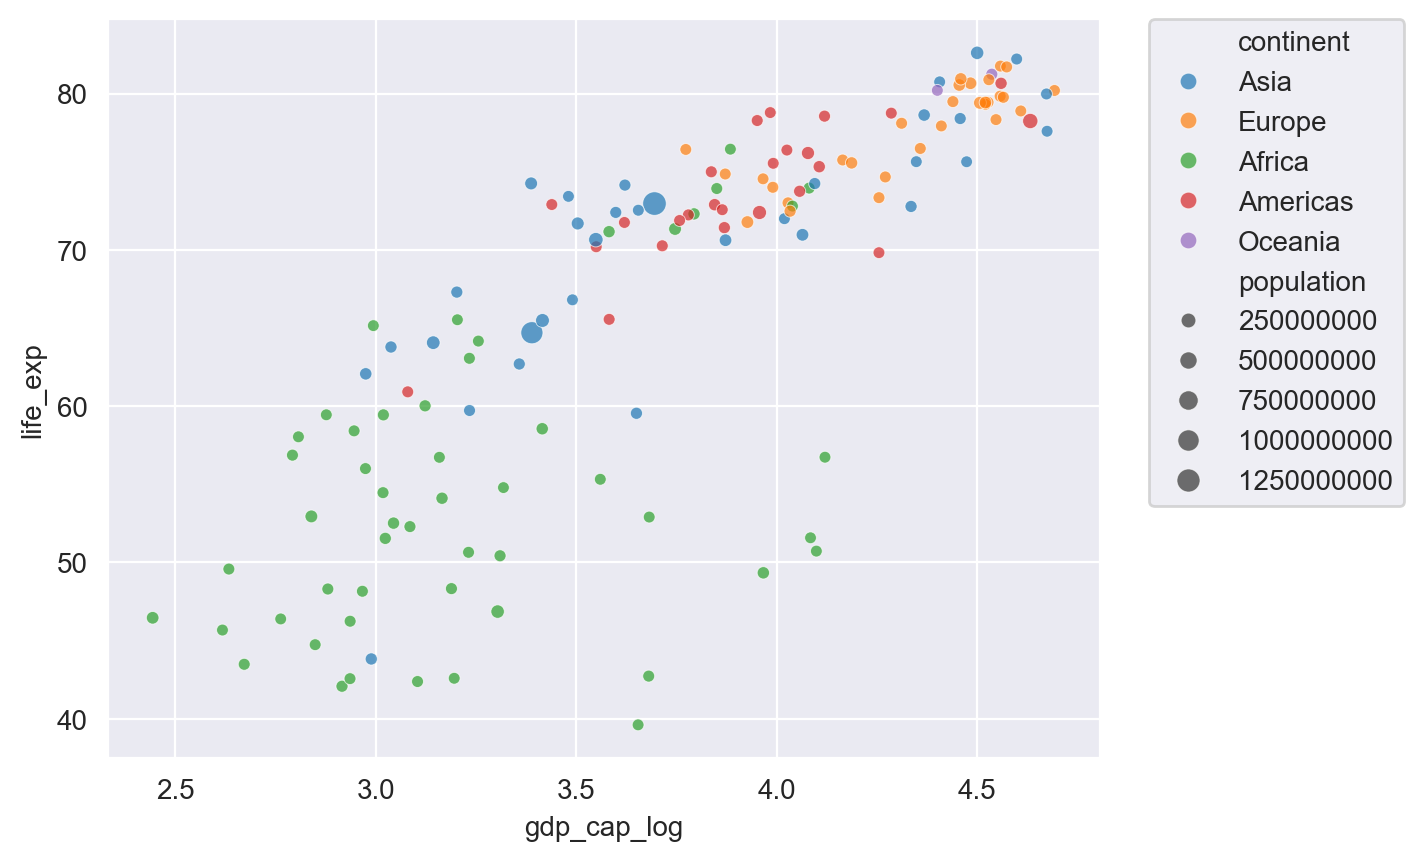 80
70
60
50
40
life_exp
2.5 3.0 3.5 4.0 4.5
gdp_cap_log
continent
Asia
Europe
Africa
Americas
Oceania
population
250000000
500000000
750000000
1000000000
1250000000